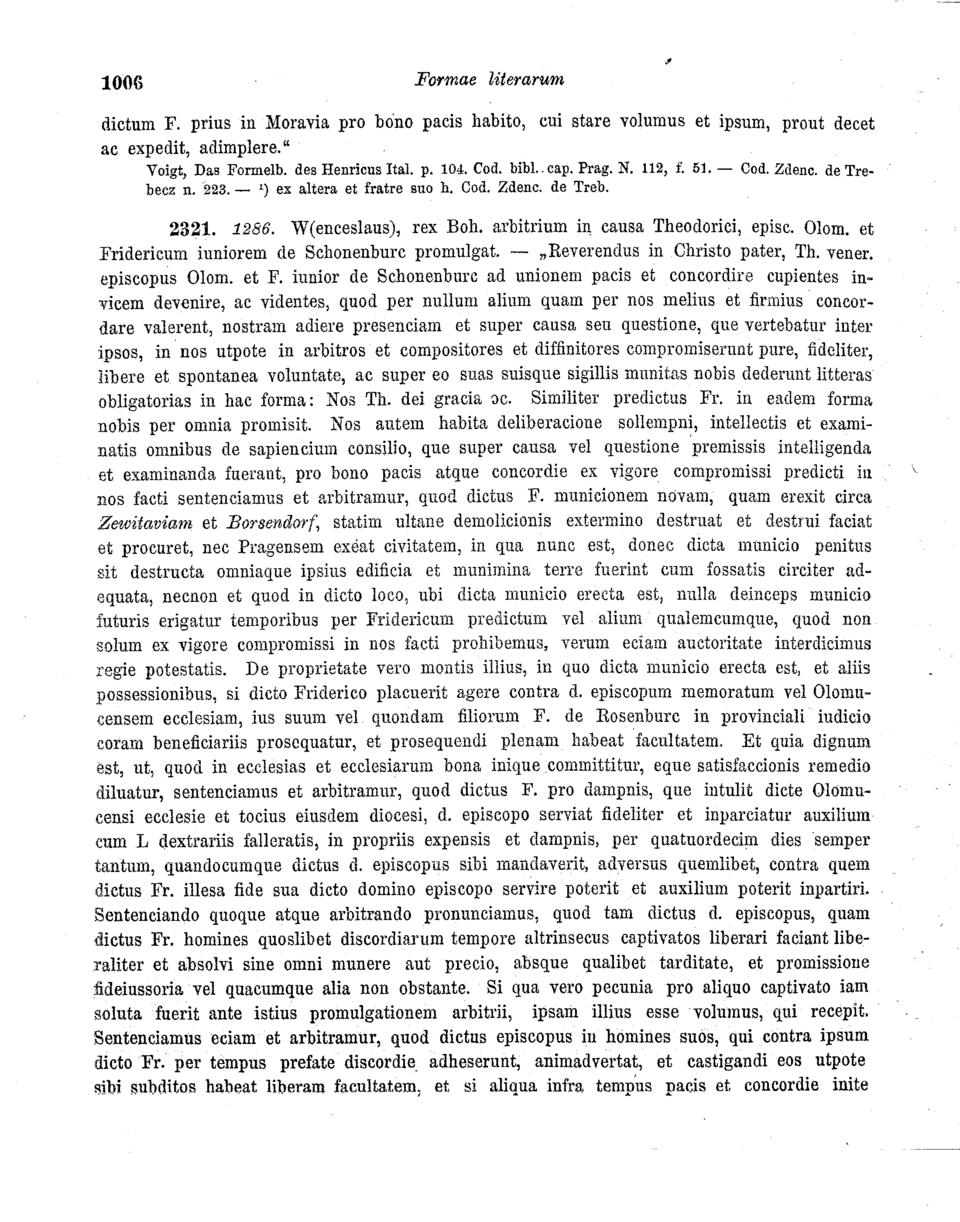 1006 Formae literarum
dictum F. prius in Moravia pro bono pacis habito, cui stare volumus et ipsum, prout decet
ac expedit, adimplere.“
Voigt, Das Formelb. des Henricus Ital. p. 104. Cod. bibl. cap. Prag. N. 112, f. 51. — Cod. Zdenc. de Tre-
becz n. 223. — ¹) ex altera et fratre suo h. Cod. Zdenc. de Treb.
2321. 1286. W(enceslaus), rex Boh. arbitrium in causa Theodorici, episc. Olom. et
Fridericum iuniorem de Schonenburc promulgat. — „Reverendus in Christo pater, Th. vener.
episcopus Olom. et F. iunior de Schonenburc ad unionem pacis et concordire cupientes in-
vicem devenire, ac videntes, quod per nullum alium quam per nos melius et firmius concor-
dare valerent, nostram adiere presenciam et super causa seu questione, que vertebatur inter
ipsos, in nos utpote in arbitros et compositores et diffinitores compromiserunt pure, fideliter,
libere et spontanea voluntate, ac super eo suas suisque sigillis munitas nobis dederunt litteras
obligatorias in hac forma: Nos Th. dei gracia ɔc. Similiter predictus Fr. in eadem forma
nobis per omnia promisit. Nos autem habita deliberacione sollempni, intellectis et exami-
natis omnibus de sapiencium consilio, que super causa vel questione premissis intelligenda
et examinanda fuerant, pro bono pacis atque concordie ex vigore compromissi predicti in
nos facti sentenciamus et arbitramur, quod dictus F. municionem novam, quam erexit circa
Zewitaviam et Borsendorf, statim ultane demolicionis extermino destruat et destrui faciat
et procuret, nec Pragensem exeat civitatem, in qua nunc est, donec dicta municio penitus
sit destructa omniaque ipsius edificia et munimina terre fuerint cum fossatis circiter ad-
equata, necnon et quod in dicto loco, ubi dicta municio erecta est, nulla deinceps municio
futuris erigatur temporibus per Fridericum predictum vel alium qualemcumque, quod non
solum ex vigore compromissi in nos facti prohibemus, verum eciam auctoritate interdicimus
regie potestatis. De proprietate vero montis illius, in quo dicta municio erecta est, et aliis
possessionibus, si dicto Friderico placuerit agere contra d. episcopum memoratum vel Olomu-
censem ecclesiam, ius suum vel quondam filiorum F. de Rosenburc in provinciali iudicio
coram beneficiariis prosequatur, et prosequendi plenam habeat facultatem. Et quia dignum
est, ut, quod in ecclesias et ecclesiarum bona inique committitur, eque satisfaccionis remedio
diluatur, sentenciamus et arbitramur, quod dictus F. pro dampnis, que intulit dicte Olomu-
censi ecclesie et tocius eiusdem diocesi, d. episcopo serviat fideliter et inparciatur auxilium
cum L dextrariis falleratis, in propriis expensis et dampnis, per quatuordecim dies semper
tantum, quandocumque dictus d. episcopus sibi mandaverit, adversus quemlibet, contra quem
dictus Fr. illesa fide sua dicto domino episcopo servire poterit et auxilium poterit inpartiri.
Sentenciando quoque atque arbitrando pronunciamus, quod tam dictus d. episcopus, quam
dictus Fr. homines quoslibet discordiarum tempore altrinsecus captivatos liberari faciant libe-
raliter et absolvi sine omni munere aut precio, absque qualibet tarditate, et promissione
fideiussoria vel quacumque alia non obstante. Si qua vero pecunia pro aliquo captivato iam
soluta fuerit ante istius promulgationem arbitrii, ipsam illius esse volumus, qui recepit.
Sentenciamus eciam et arbitramur, quod dictus episcopus in homines suos, qui contra ipsum
dicto Fr. per tempus prefate discordie adheserunt, animadvertat, et castigandi eos utpote
sibi subditos habeat liberam facultatem, et si aliqua infra tempus pacis et concordie inite